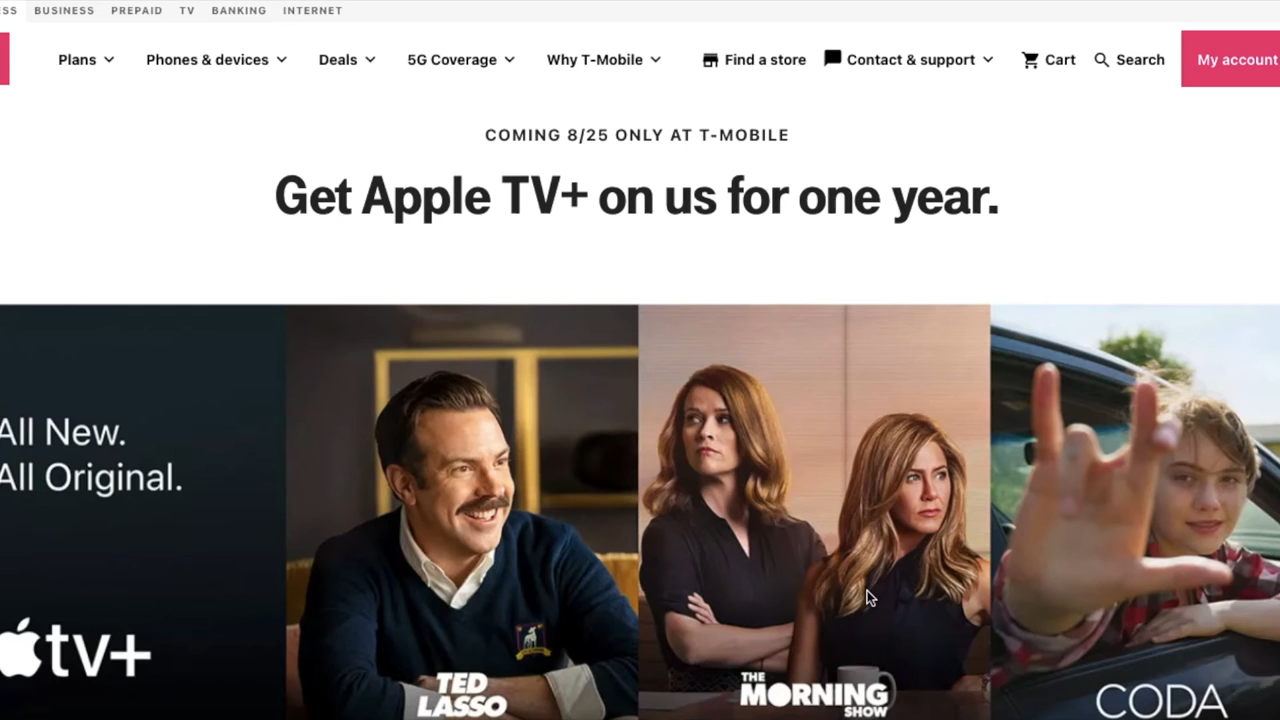 ESS BUSINESS PREPAID TV BANKING INTERNET
Plans Phones & devices Deals 5G Coverage Why T-Mobile Find a store Contact & support Cart Search My account
COMING 8/25 ONLY AT T-MOBILE
Get Apple TV+ on us for one year.
All New.
All Original.
tv+
TED
LASSO
THE
MORNING
SHOW
CODA